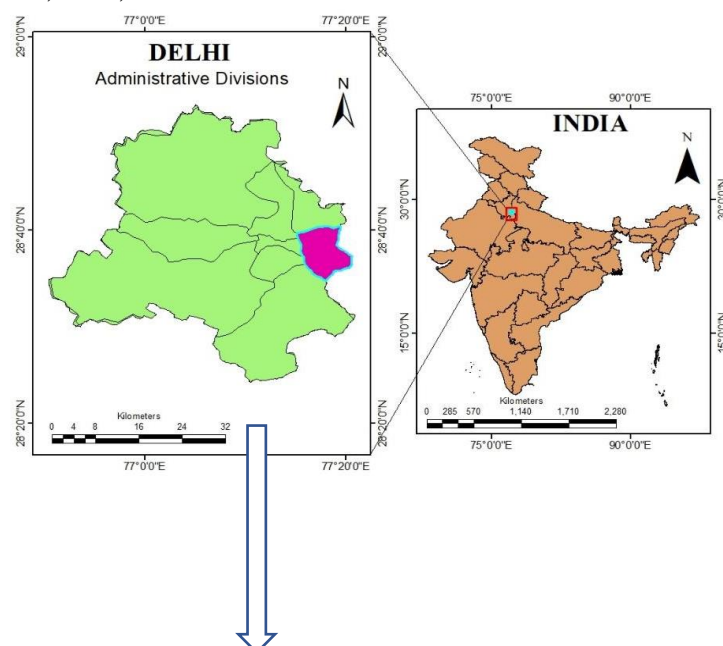 77°0'0"E 77°20'0"E
29°0'0"N 29°0'0"N
DELHI
Administrative Divisions
N
28°40'0"N 28°40'0"N
Kilometers
0 4 8 16 24 32
28°20'0"N 28°20'0"N
77°0'0"E 77°20'0"E
75°0'0"E 90°0'0"E
INDIA
N
30°0'0"N
15°0'0"N
Kilometers
0 285 570 1,140 1,710 2,280
75°0'0"E 90°0'0"E